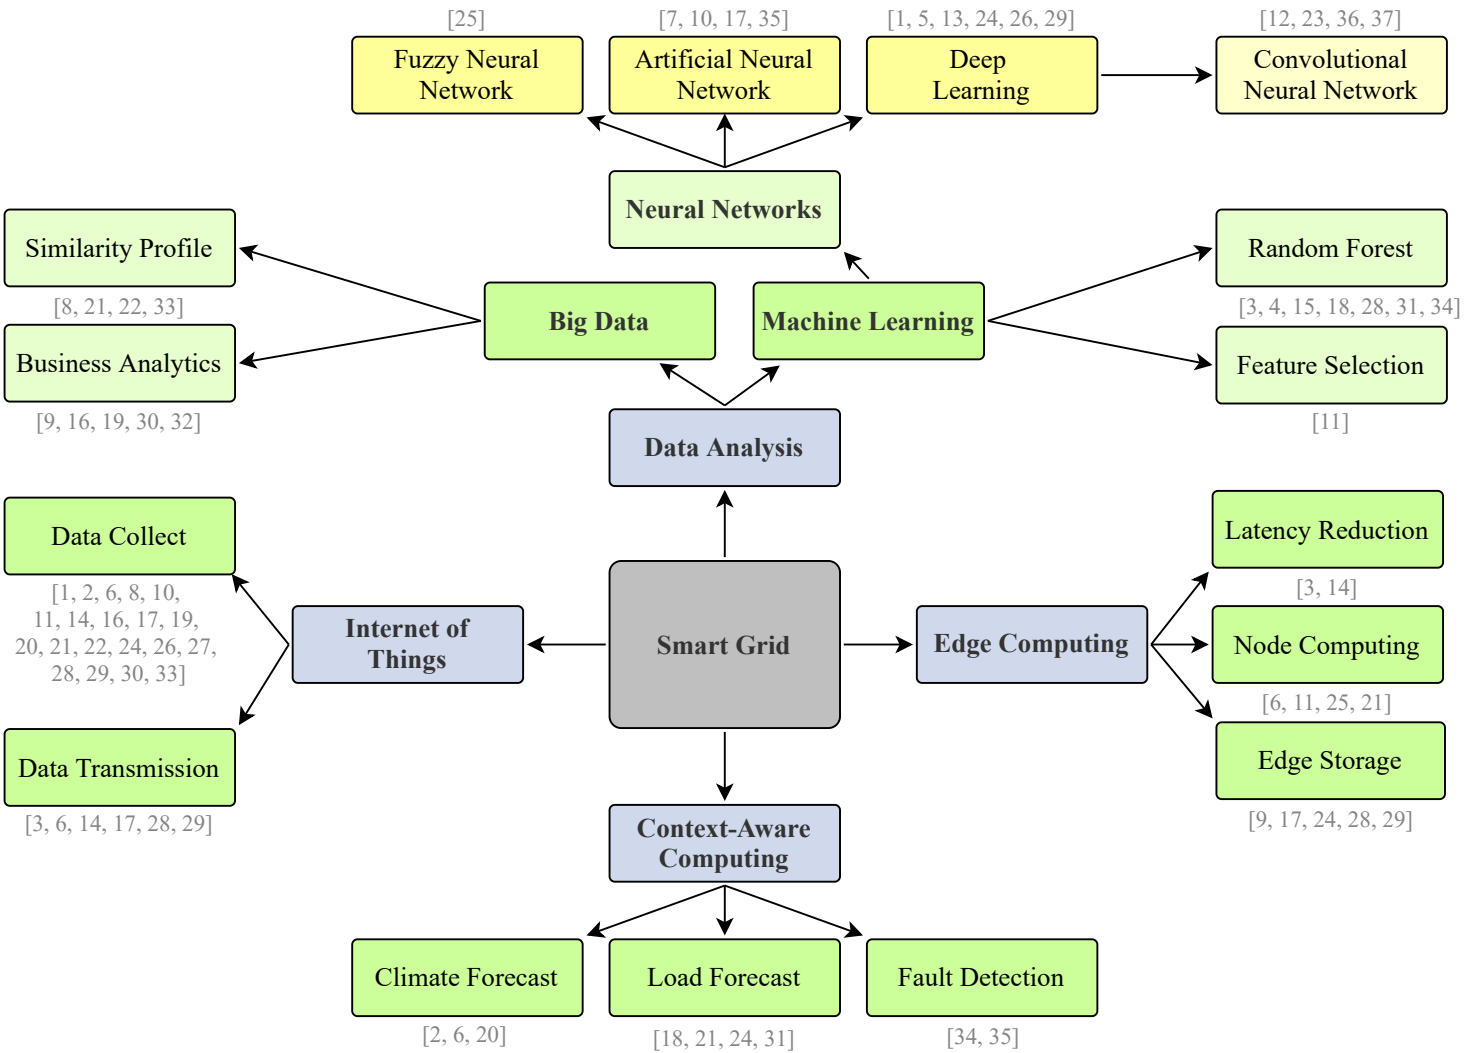 [25]
Fuzzy Neural
Network
[7, 10, 17, 35]
Artificial Neural
Network
[1, 5, 13, 24, 26, 29]
Deep
Learning
[12, 23, 36, 37]
Convolutional
Neural Network
Neural Networks
Similarity Profile
[8, 21, 22, 33]
Business Analytics
[9, 16, 19, 30, 32]
Big Data
Machine Learning
Random Forest
[3, 4, 15, 18, 28, 31, 34]
Feature Selection
[11]
Data Analysis
Data Collect
[1, 2, 6, 8, 10,
11, 14, 16, 17, 19,
20, 21, 22, 24, 26, 27,
28, 29, 30, 33]
Internet of
Things
Smart Grid
Edge Computing
Latency Reduction
[3, 14]
Node Computing
[6, 11, 25, 21]
Edge Storage
[9, 17, 24, 28, 29]
Data Transmission
[3, 6, 14, 17, 28, 29]
Context-Aware
Computing
Climate Forecast
[2, 6, 20]
Load Forecast
[18, 21, 24, 31]
Fault Detection
[34, 35]